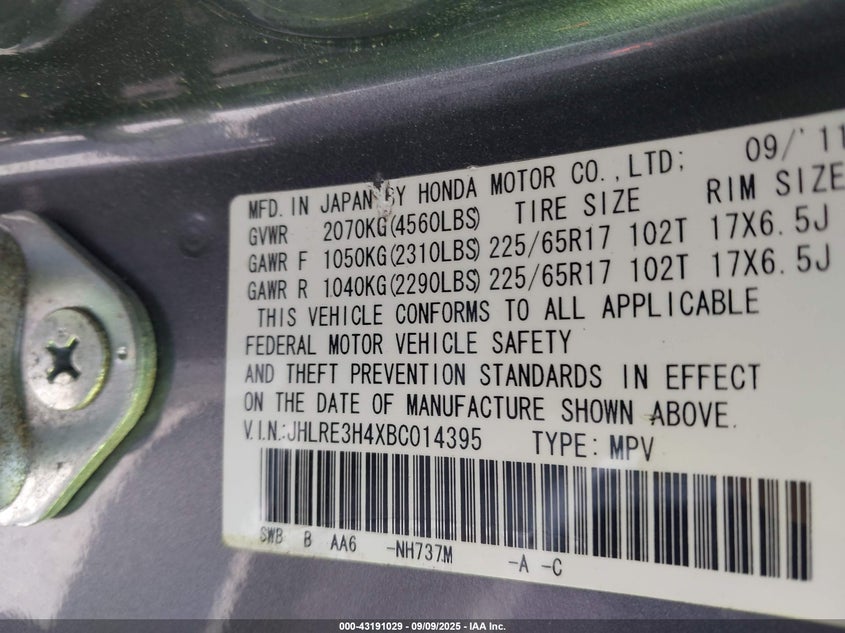 MFD. IN JAPAN BY HONDA MOTOR CO., LTD; 09/'11
GVWR 2070KG(4560LBS) TIRE SIZE RIM SIZE
GAWR F 1050KG(2310LBS) 225/65R17 102T 17X6.5J
GAWR R 1040KG(2290LBS) 225/65R17 102T 17X6.5J
THIS VEHICLE CONFORMS TO ALL APPLICABLE
FEDERAL MOTOR VEHICLE SAFETY
AND THEFT PREVENTION STANDARDS IN EFFECT
ON THE DATE OF MANUFACTURE SHOWN ABOVE.
V.I.N.:JHLRE3H4XBC014395 TYPE: MPV
SWB B AA6 -NH737M -A -C
000-43191029 - 09/09/2025 - IAA Inc.